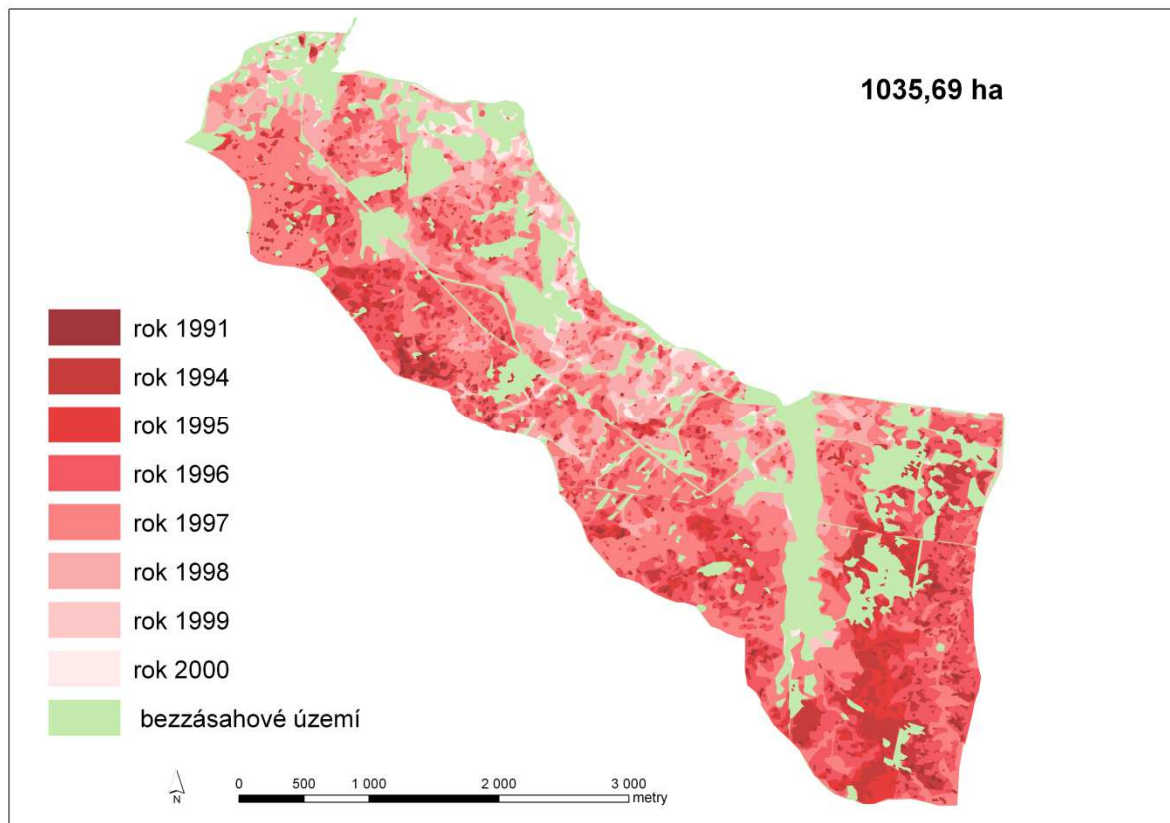 1035,69 ha
rok 1991
rok 1994
rok 1995
rok 1996
rok 1997
rok 1998
rok 1999
rok 2000
bezzásahové území
N
0 500 1 000 2 000 3 000
metry